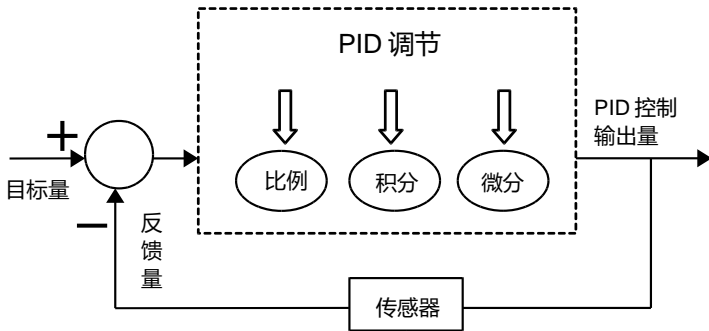 PID 调节
PID 控制
输出量
+
目标量
比例
积分
微分
−
反
馈
量
传感器